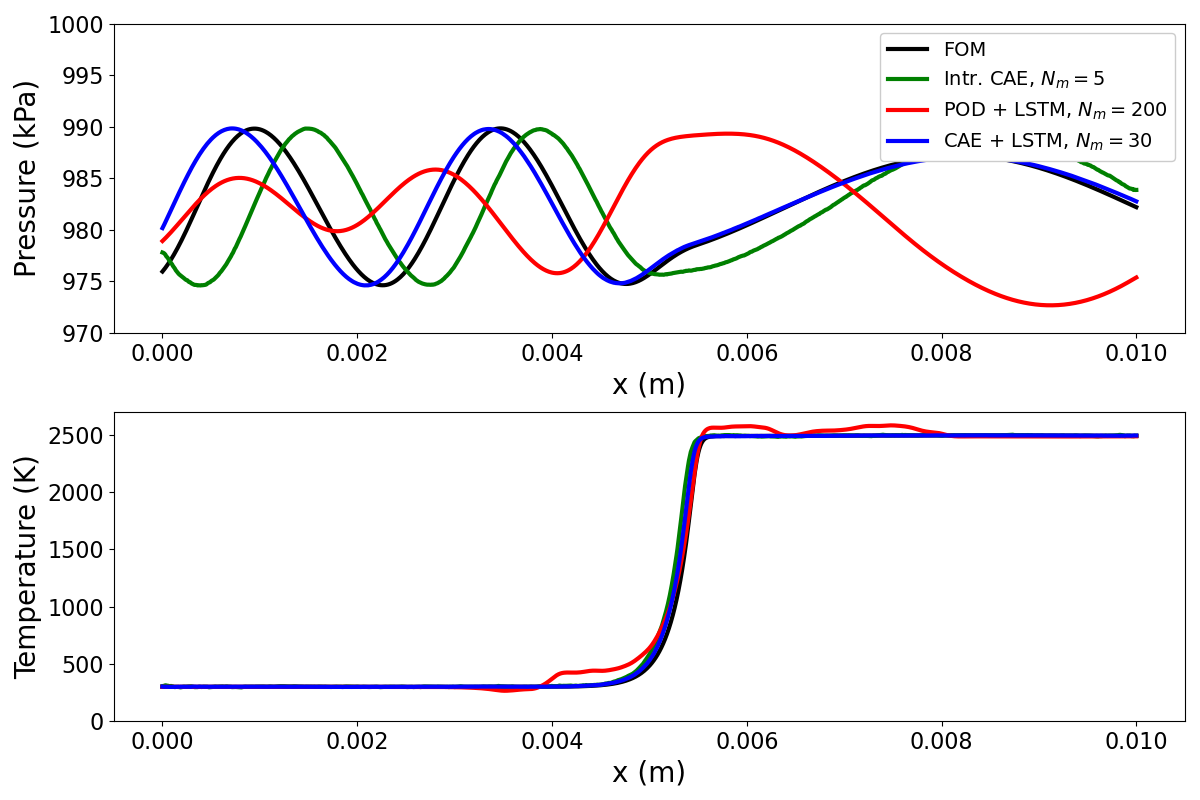 1000
995
990
985
980
975
970
Pressure (kPa)
FOM
Intr. CAE, $N_m = 5$
POD + LSTM, $N_m = 200$
CAE + LSTM, $N_m = 30$
0.000 0.002 0.004 0.006 0.008 0.010
x (m)
2500
2000
1500
1000
500
0
Temperature (K)
0.000 0.002 0.004 0.006 0.008 0.010
x (m)